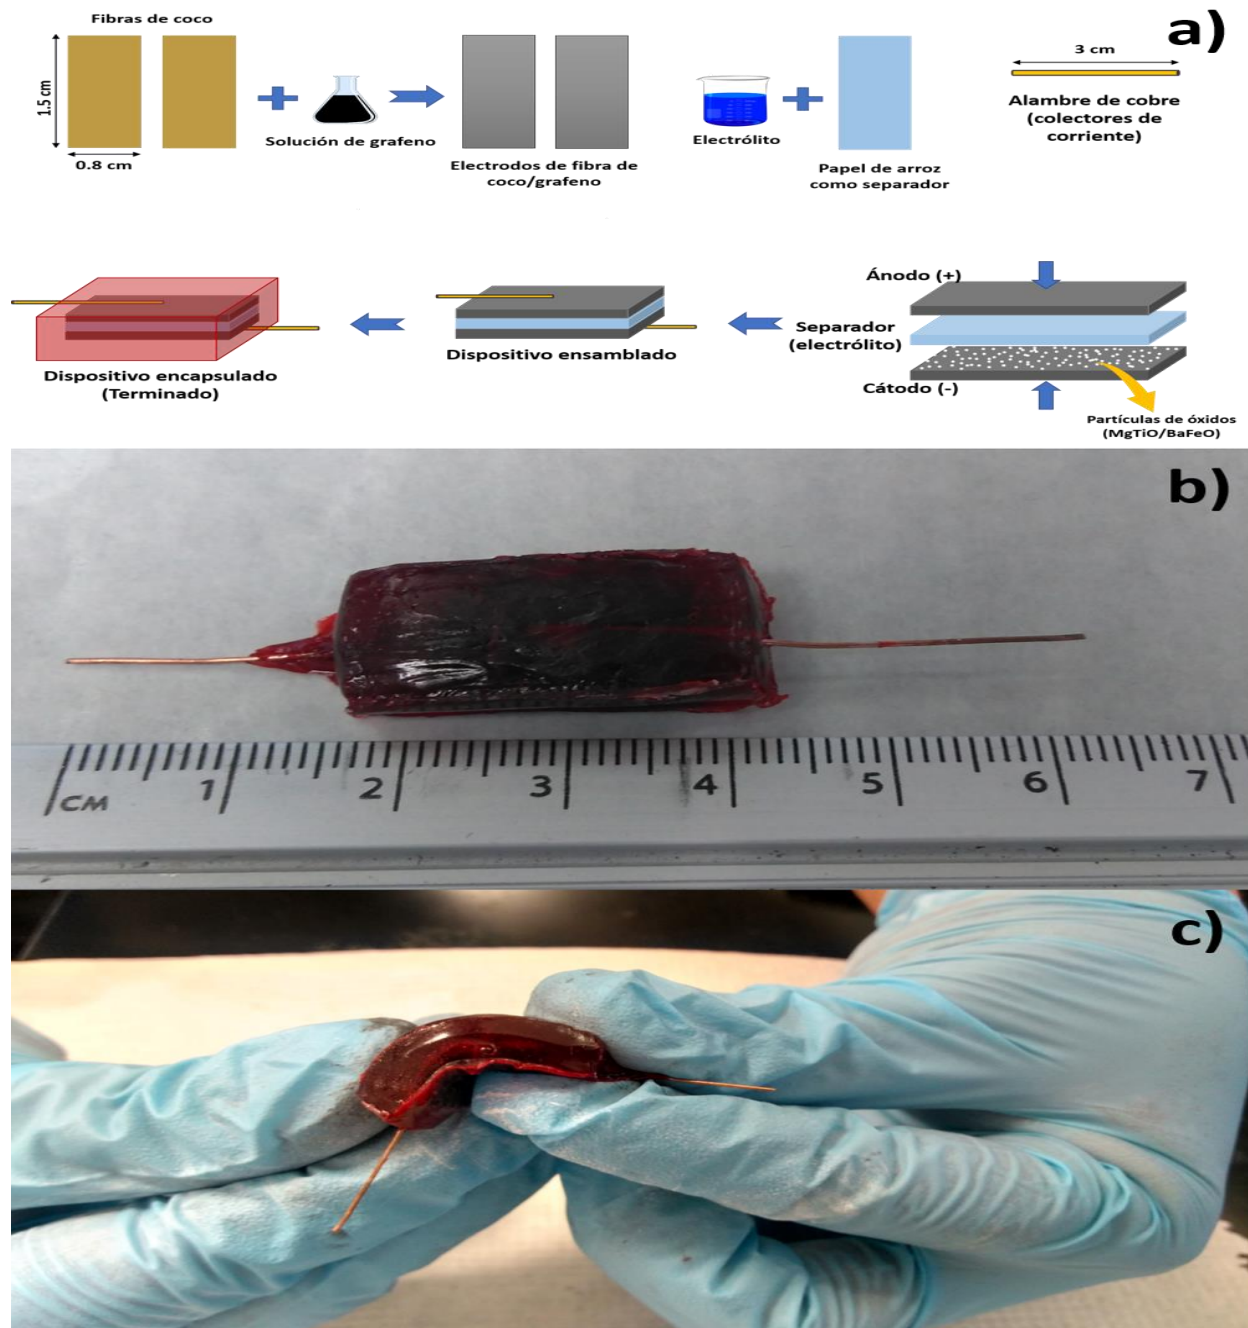 a)
Fibras de coco
1.5 cm
0.8 cm
Solución de grafeno
Electrodos de fibra de
coco/grafeno
Electrólito
Papel de arroz
como separador
3 cm
Alambre de cobre
(colectores de
corriente)
Ánodo (+)
Separador
(electrólito)
Cátodo (-)
Partículas de óxidos
(MgTiO/BaFeO)
Dispositivo ensamblado
Dispositivo encapsulado
(Terminado)
b)
CM 1 2 3 4 5 6 7
c)